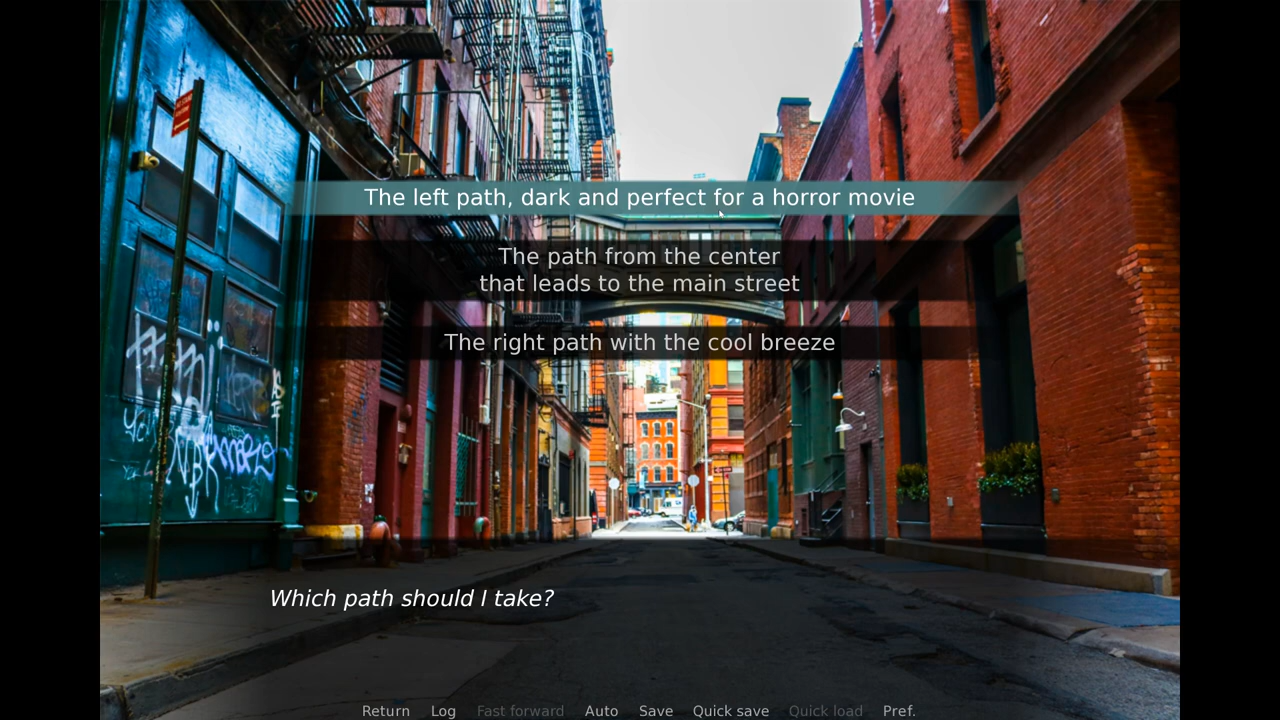 The left path, dark and perfect for a horror movie
The path from the center
that leads to the main street
The right path with the cool breeze
Which path should I take?
Return Log Fast forward Auto Save Quick save Quick load Pref.